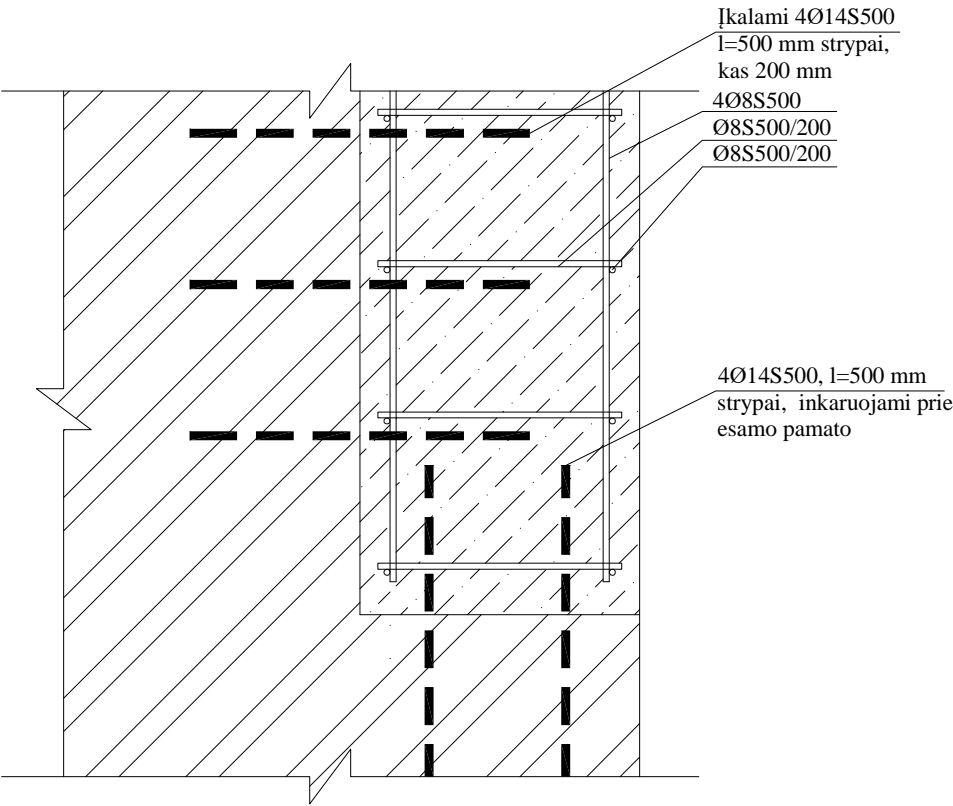 Įkalami 4Ø14S500
l=500 mm strypai,
kas 200 mm
4Ø8S500
Ø8S500/200
Ø8S500/200
4Ø14S500, l=500 mm
strypai, inkaruojami prie
esamo pamato